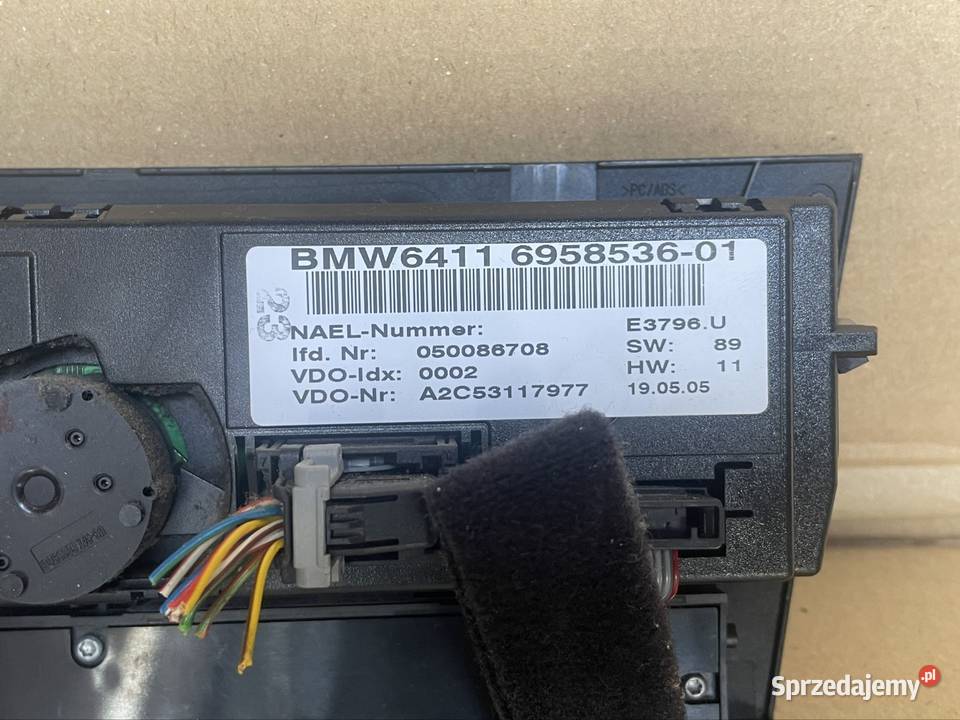 >PC/ABS<
BMW6411 6958536-01
23
NAEL-Nummer: E3796.U
lfd. Nr: 050086708 SW: 89
VDO-Idx: 0002 HW: 11
VDO-Nr: A2C53117977 19.05.05
Sprzedajemy.pl